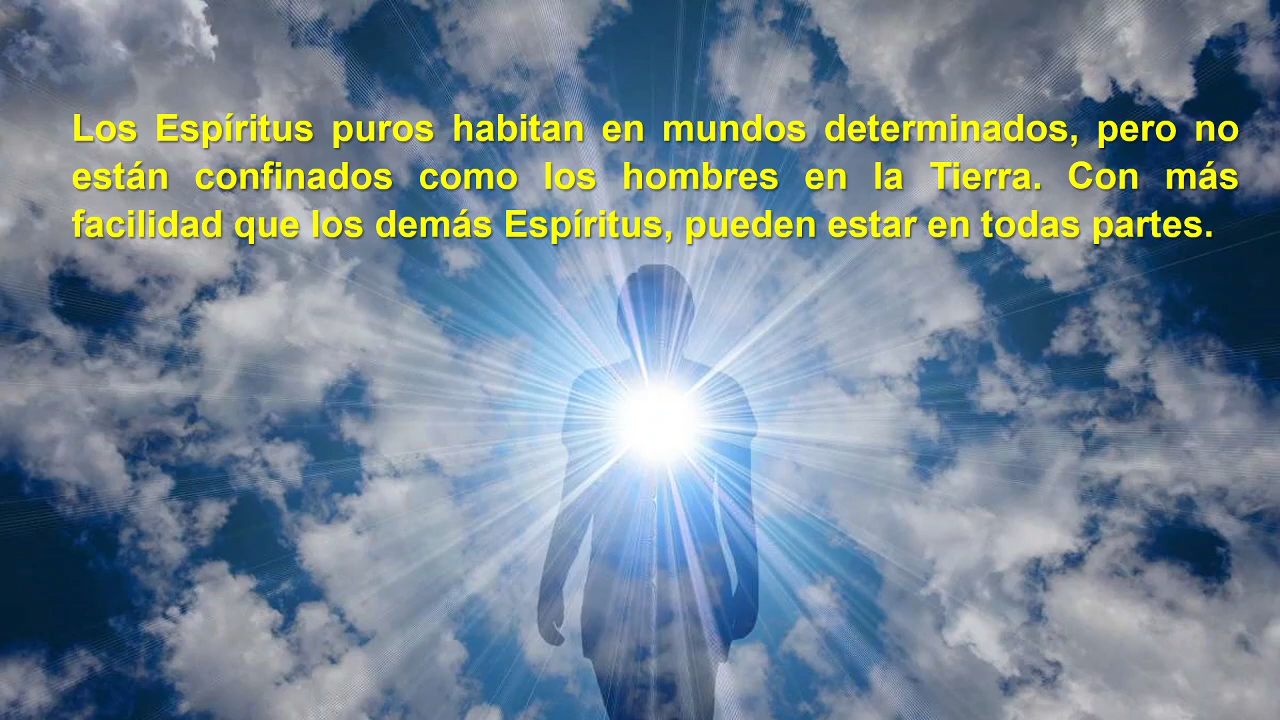 Los Espíritus puros habitan en mundos determinados, pero no
están confinados como los hombres en la Tierra. Con más
facilidad que los demás Espíritus, pueden estar en todas partes.